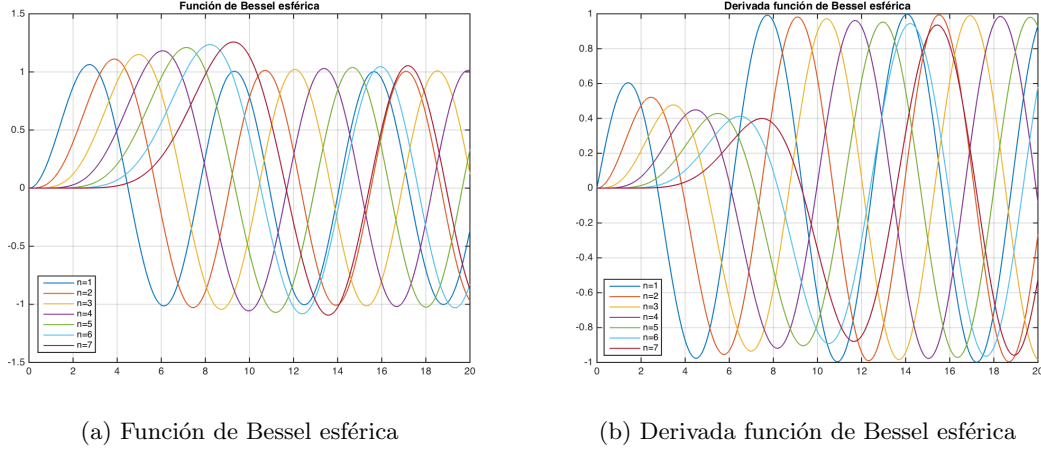 Función de Bessel esférica
1.5
1
0.5
0
-0.5
-1
-1.5
n=1
n=2
n=3
n=4
n=5
n=6
n=7
0 2 4 6 8 10 12 14 16 18 20
(a) Función de Bessel esférica
Derivada función de Bessel esférica
1
0.8
0.6
0.4
0.2
0
-0.2
-0.4
-0.6
-0.8
-1
n=1
n=2
n=3
n=4
n=5
n=6
n=7
0 2 4 6 8 10 12 14 16 18 20
(b) Derivada función de Bessel esférica